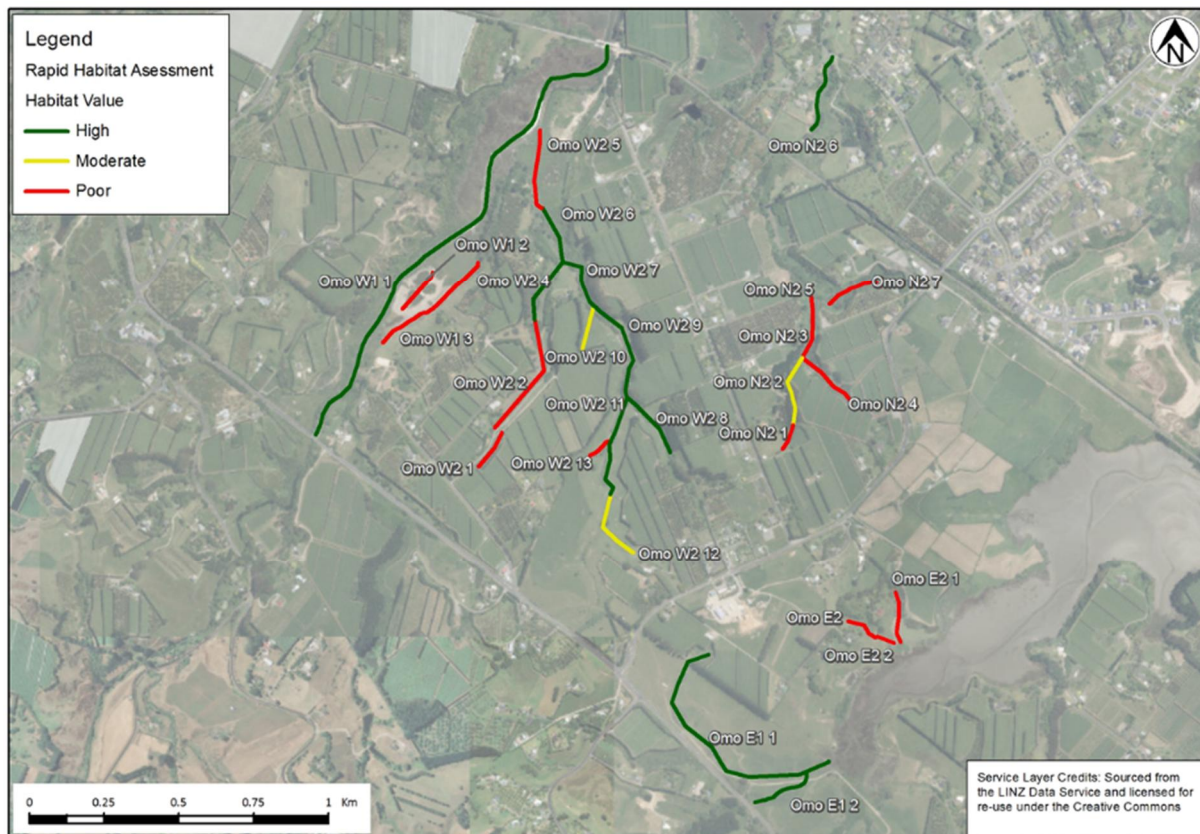 Legend
Rapid Habitat Asessment
Habitat Value
High
Moderate
Poor
N
Omo W2 5
Omo N2 6
Omo W2 6
Omo W1 2
Omo W1 1
Omo W2 4
Omo W2 7
Omo N2 5
Omo N2 7
Omo W1 3
Omo W2 9
Omo N2 3
Omo W2 10
Omo W2 2
Omo N2 2
Omo W2 11
Omo N2 4
Omo W2 8
Omo N2 1
Omo W2 1
Omo W2 13
Omo W2 12
Omo E2 1
Omo E2
Omo E2 2
Omo E1 1
Omo E1 2
0 0.25 0.5 0.75 1 Km
Service Layer Credits: Sourced from
the LINZ Data Service and licensed for
re-use under the Creative Commons